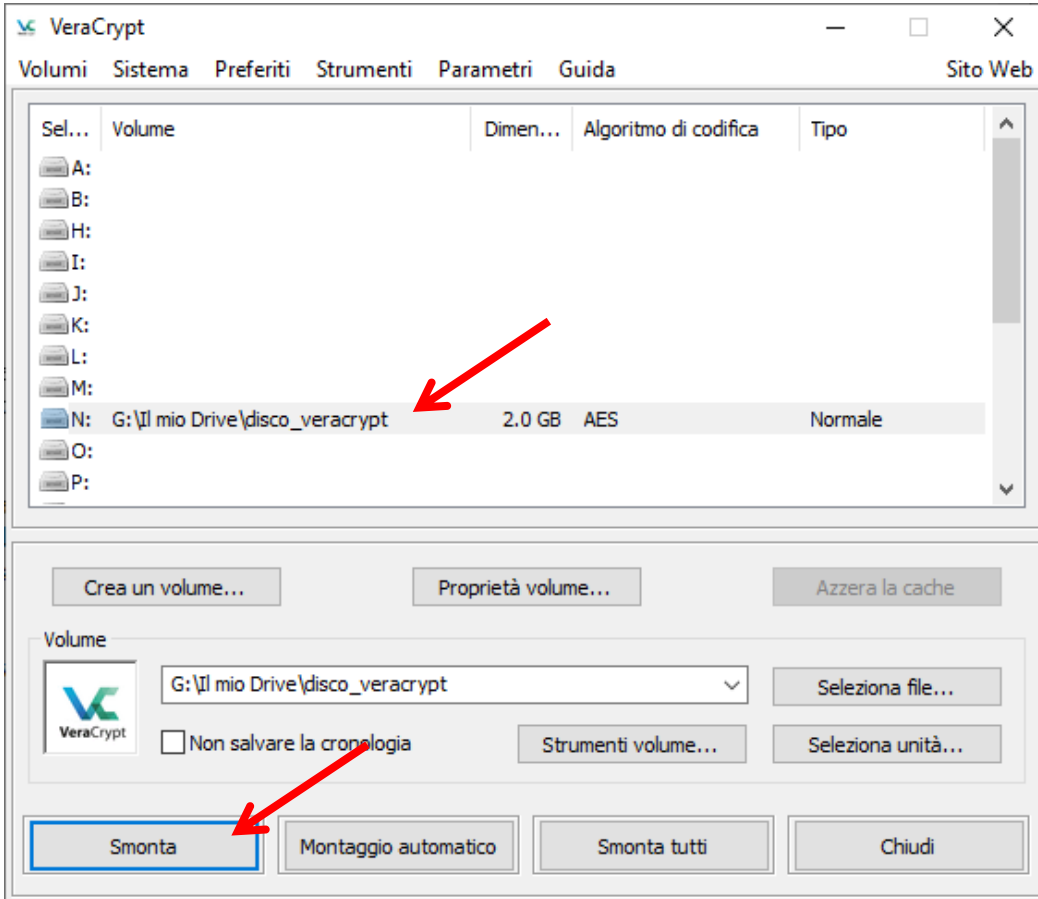 VeraCrypt
Volumi Sistema Preferiti Strumenti Parametri Guida Sito Web
Sel... Volume Dimen... Algoritmo di codifica Tipo
A:
B:
H:
I:
J:
K:
L:
M:
N: G:\Il mio Drive\disco_veracrypt 2.0 GB AES Normale
O:
P:
Crea un volume... Proprietà volume... Azzera la cache
Volume
G:\Il mio Drive\disco_veracrypt Seleziona file...
VeraCrypt
Non salvare la cronologia Strumenti volume... Seleziona unità...
Smonta Montaggio automatico Smonta tutti Chiudi